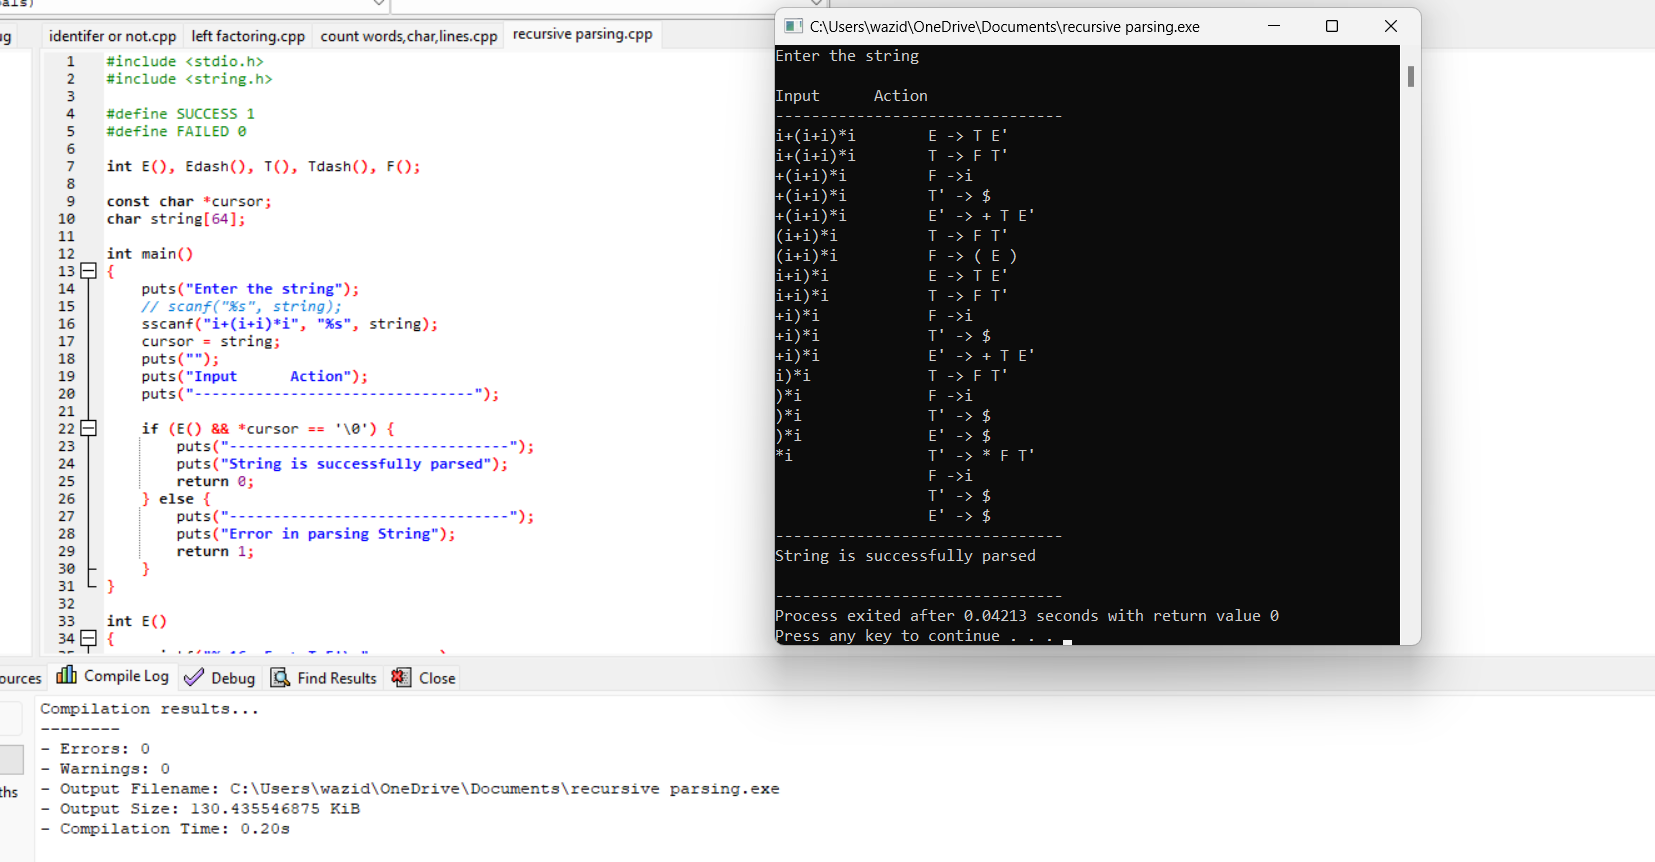 als)
ug
identifer or not.cpp left factoring.cpp count words,char,lines.cpp recursive parsing.cpp
1 #include <stdio.h>
2 #include <string.h>
3
4 #define SUCCESS 1
5 #define FAILED 0
6
7 int E(), Edash(), T(), Tdash(), F();
8
9 const char *cursor;
10 char string[64];
11
12 int main()
13 {
14 puts("Enter the string");
15 // scanf("%s", string);
16 sscanf("i+(i+i)*i", "%s", string);
17 cursor = string;
18 puts("");
19 puts("Input      Action");
20 puts("--------------------------------");
21
22 if (E() && *cursor == '\0') {
23 puts("--------------------------------");
24 puts("String is successfully parsed");
25 return 0;
26 } else {
27 puts("--------------------------------");
28 puts("Error in parsing String");
29 return 1;
30 }
31 }
32
33 int E()
34 {
C:\Users\wazid\OneDrive\Documents\recursive parsing.exe
Enter the string
Input      Action
--------------------------------
i+(i+i)*i        E -> T E'
i+(i+i)*i        T -> F T'
+(i+i)*i         F ->i
+(i+i)*i         T' -> $
+(i+i)*i         E' -> + T E'
(i+i)*i          T -> F T'
(i+i)*i          F -> ( E )
i+i)*i           E -> T E'
i+i)*i           T -> F T'
+i)*i            F ->i
+i)*i            T' -> $
+i)*i            E' -> + T E'
i)*i             T -> F T'
)*i              F ->i
)*i              T' -> $
)*i              E' -> $
*i               T' -> * F T'
F ->i
T' -> $
E' -> $
--------------------------------
String is successfully parsed
--------------------------------
Process exited after 0.04213 seconds with return value 0
Press any key to continue . . .
ources Compile Log Debug Find Results Close
Compilation results...
--------
- Errors: 0
- Warnings: 0
ths
- Output Filename: C:\Users\wazid\OneDrive\Documents\recursive parsing.exe
- Output Size: 130.435546875 KiB
- Compilation Time: 0.20s